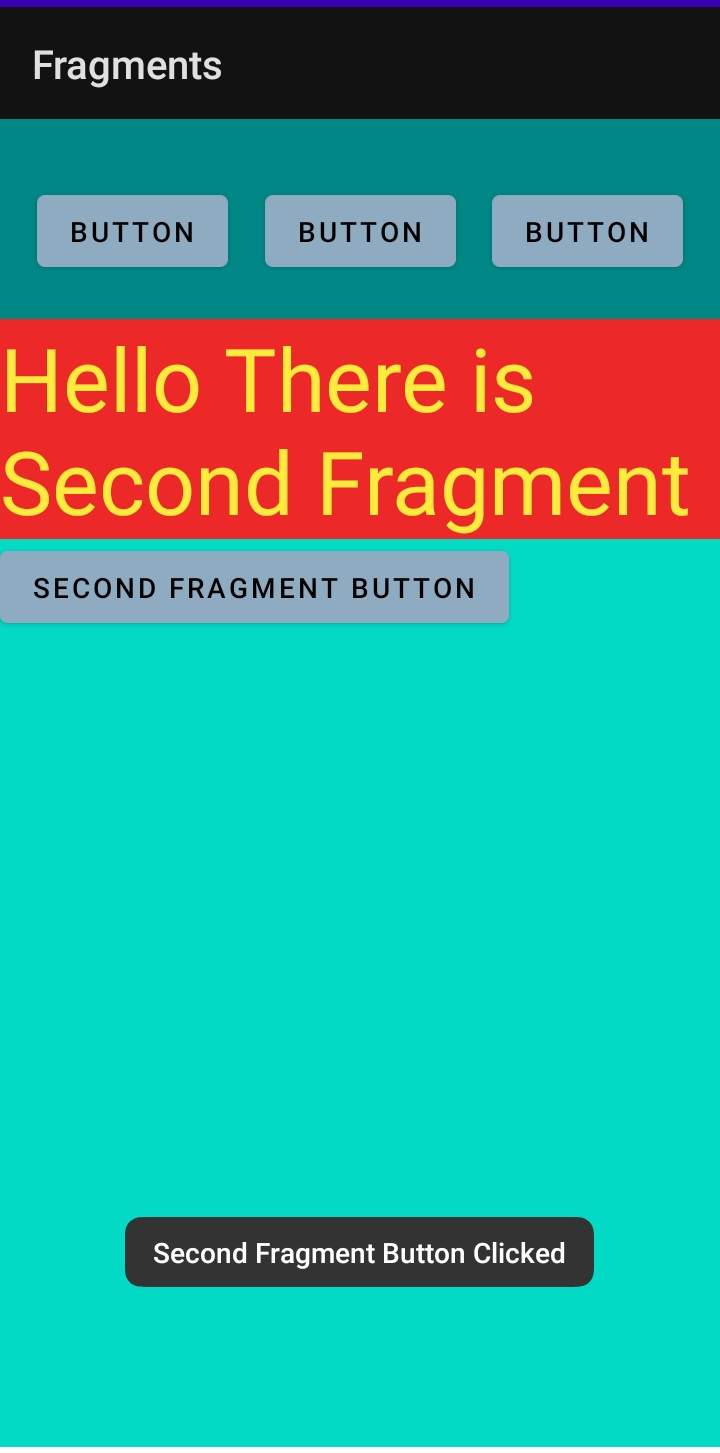 Fragments
BUTTON BUTTON BUTTON
Hello There is
Second Fragment
SECOND FRAGMENT BUTTON
Second Fragment Button Clicked